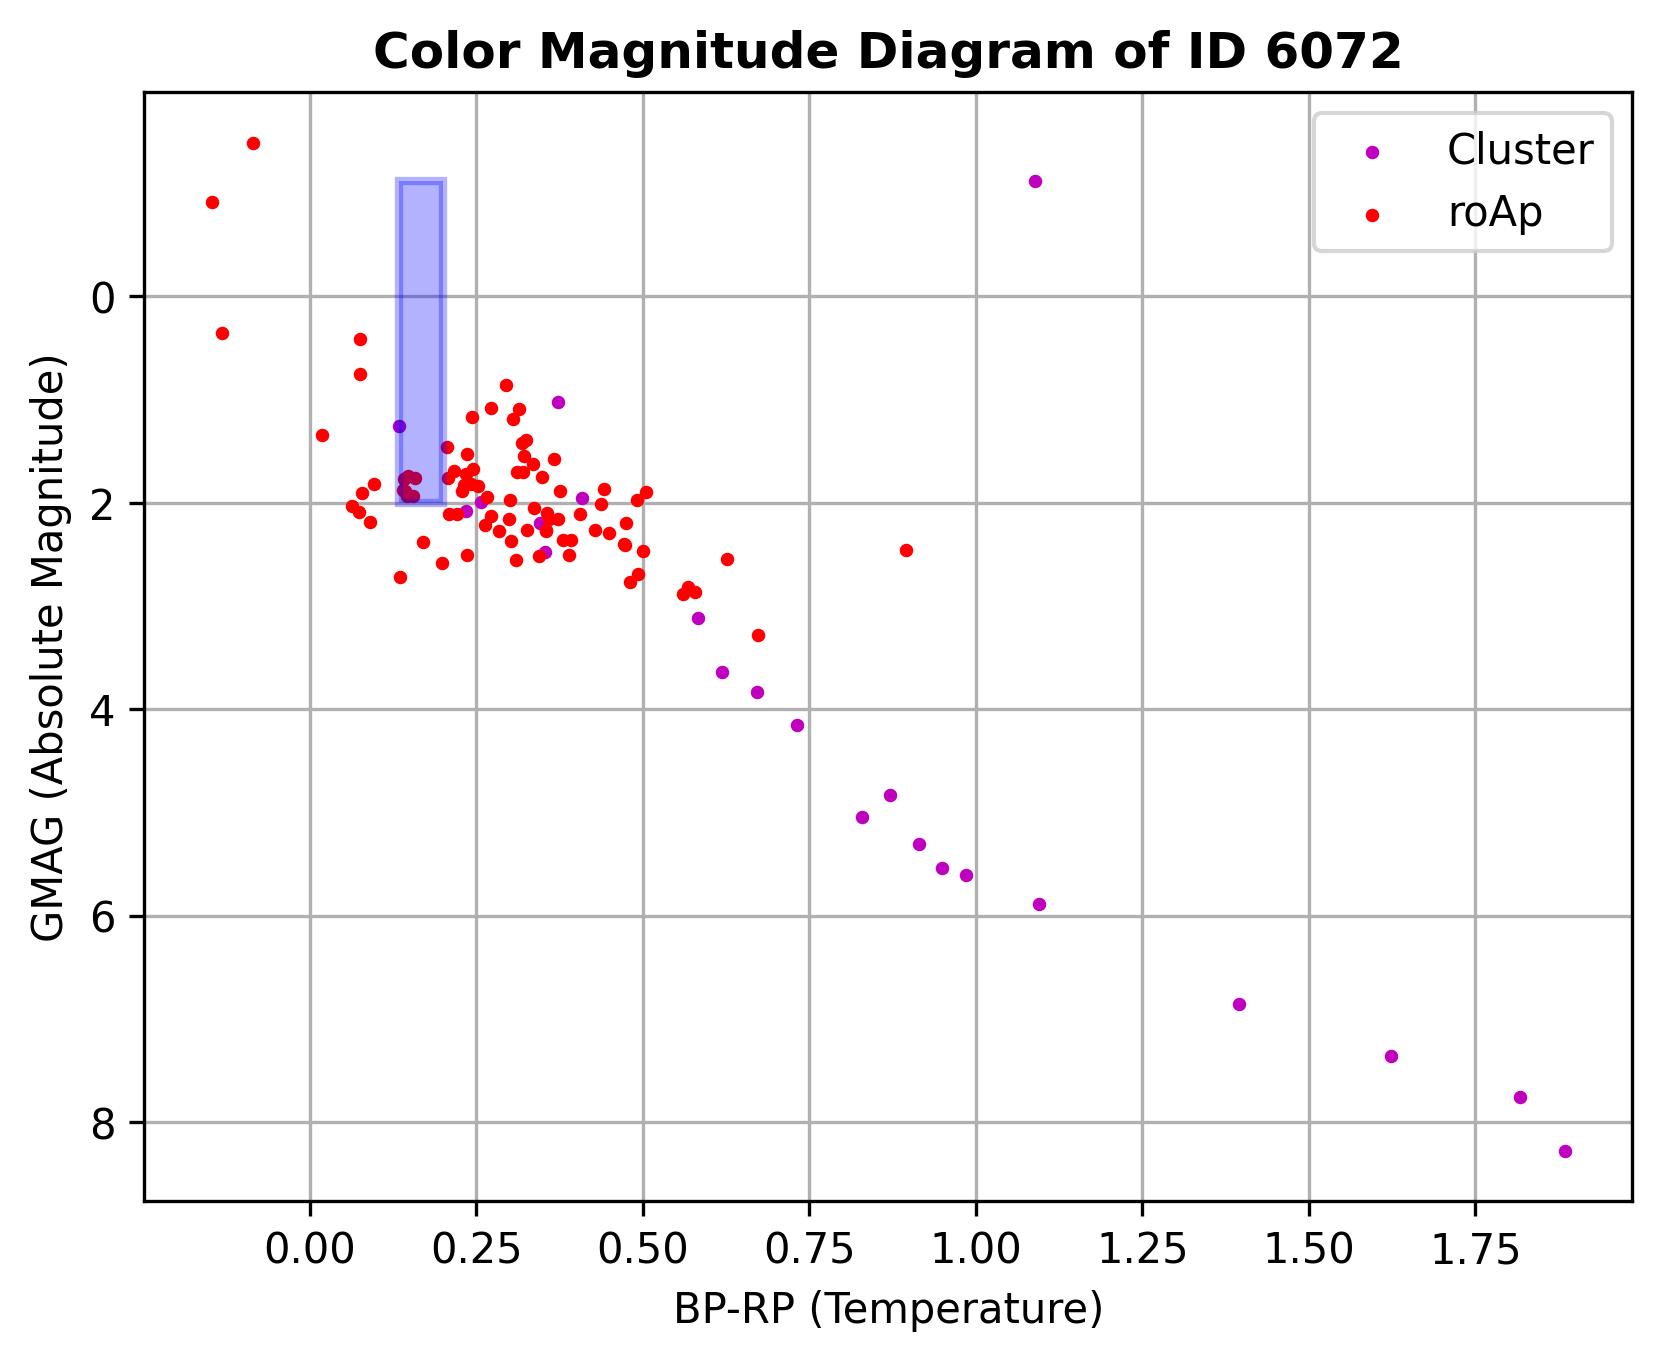 Color Magnitude Diagram of ID 6072
Cluster
roAp
GMAG (Absolute Magnitude)
0
2
4
6
8
0.00 0.25 0.50 0.75 1.00 1.25 1.50 1.75
BP-RP (Temperature)